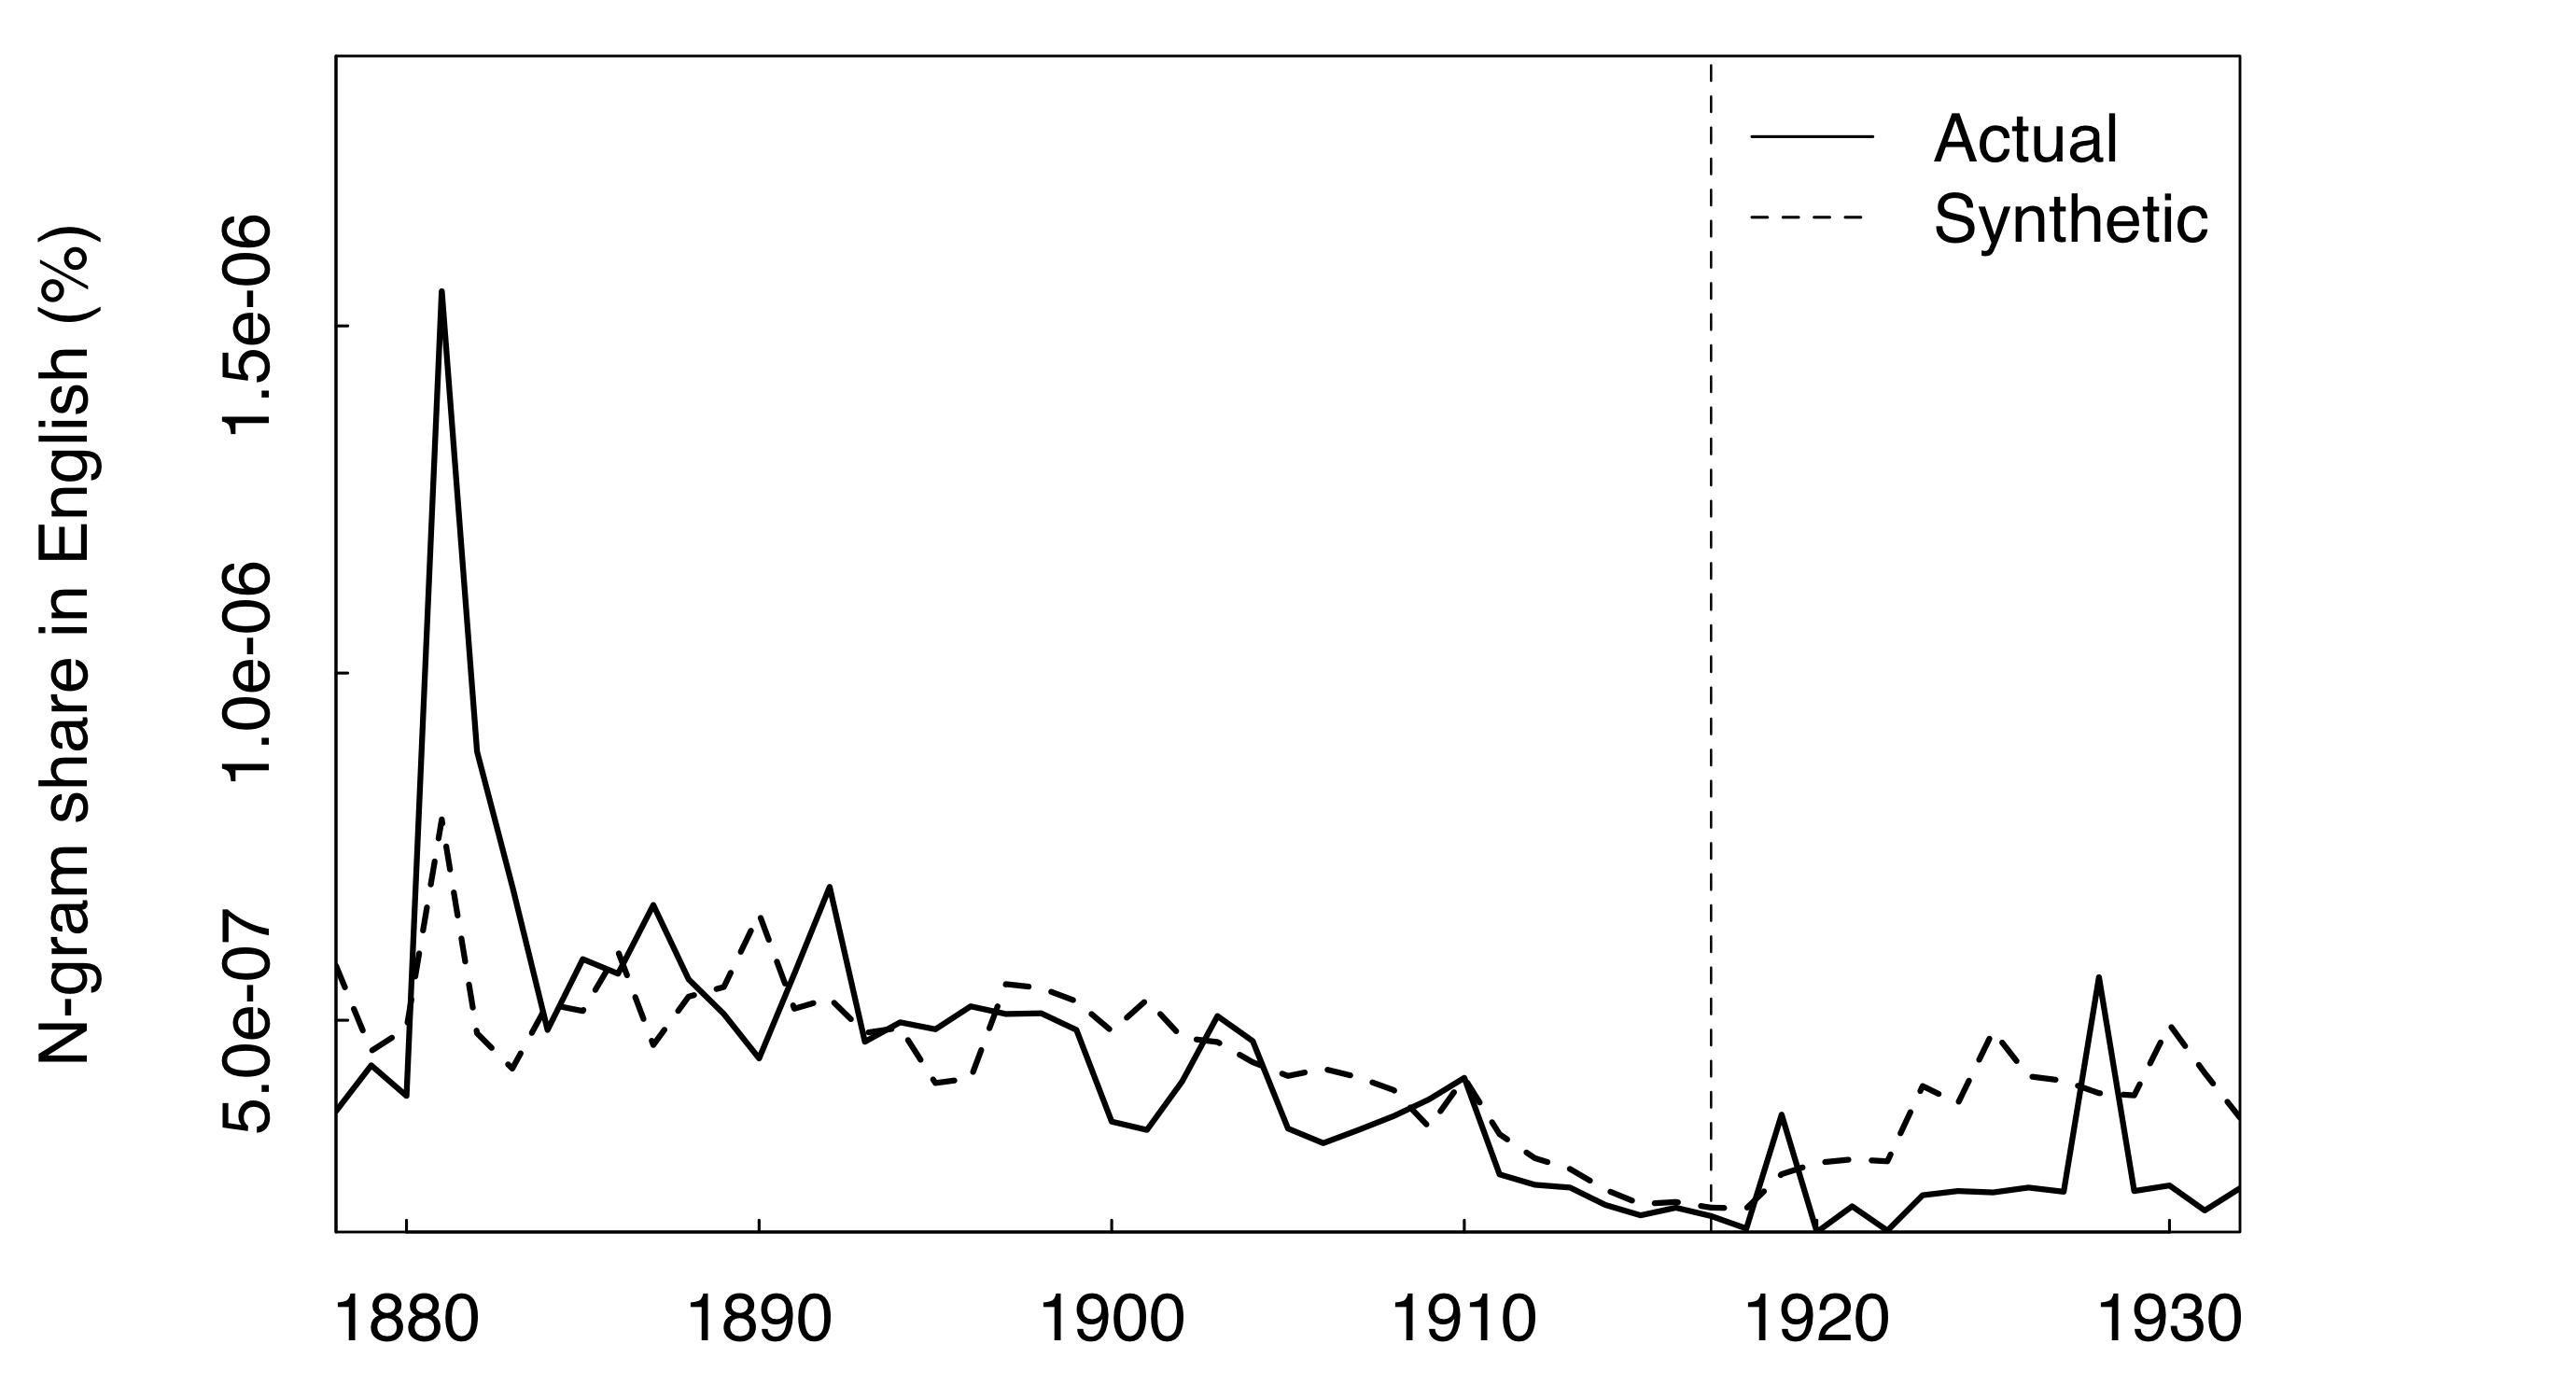 N-gram share in English (%)
1.5e-06
1.0e-06
5.0e-07
Actual
Synthetic
1880 1890 1900 1910 1920 1930